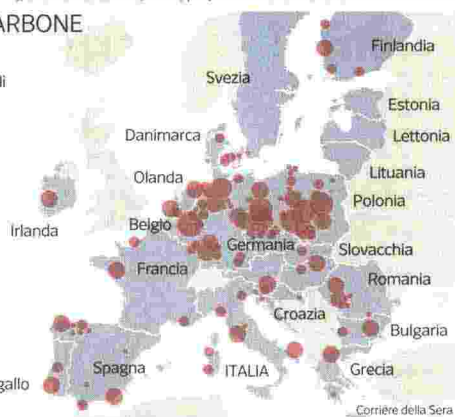 ARBONE
Finlandia
li
Svezia
Estonia
Danimarca
Lettonia
Olanda
Lituania
Polonia
Belgio
Irlanda
Germania
Slovacchia
Francia
Romania
Croazia
Bulgaria
Spagna
ITALIA
Grecia
gallo
Corriere della Sera